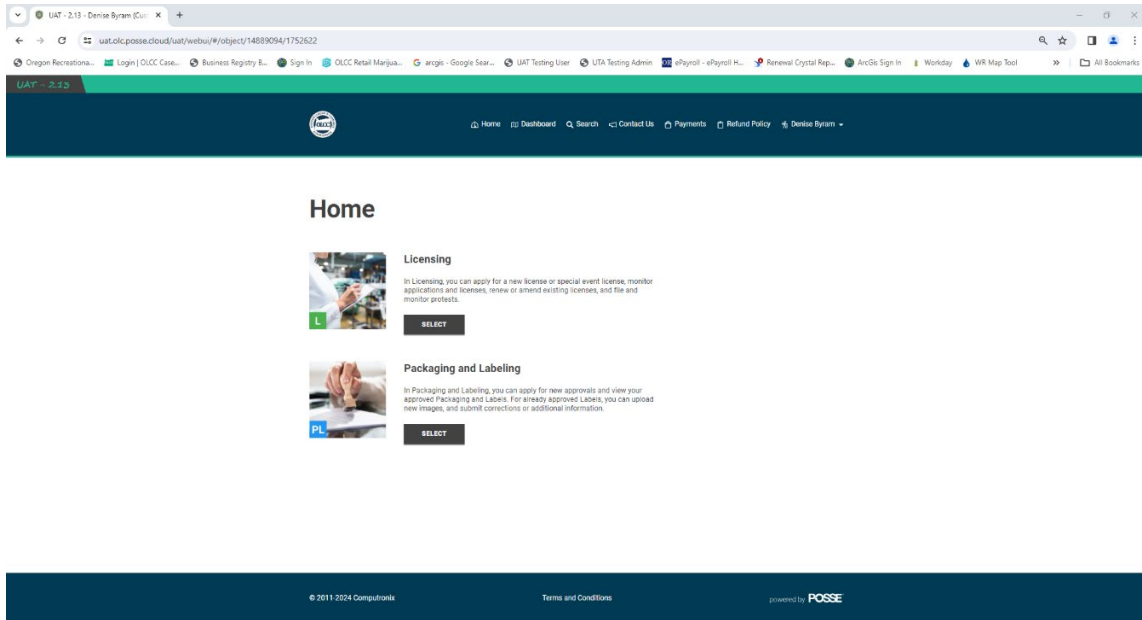 UAT - 2.13 - Denise Byram (Cus
uat.olc.posse.cloud/uat/webui/#/object/14889094/1752622
Oregon Recreationa... Login | OLCC Case... Business Registry B... Sign In OLCC Retail Marijua... arcgis - Google Sear... UAT Testing User UTA Testing Admin ePayroll - ePayroll H... Renewal Crystal Rep... ArcGis Sign In Workday WR Map Tool » All Bookmarks
UAT - 2.13
OLCC Home Dashboard Search Contact Us Payments Refund Policy Denise Byram
Home
Licensing
In Licensing, you can apply for a new license or special event license, monitor
applications and licenses, renew or amend existing licenses, and file and
monitor protests.
L
SELECT
Packaging and Labeling
In Packaging and Labeling, you can apply for new approvals and view your
approved Packaging and Labels. For already approved Labels, you can upload
new images, and submit corrections or additional information.
PL
SELECT
© 2011-2024 Computronix Terms and Conditions powered by POSSE